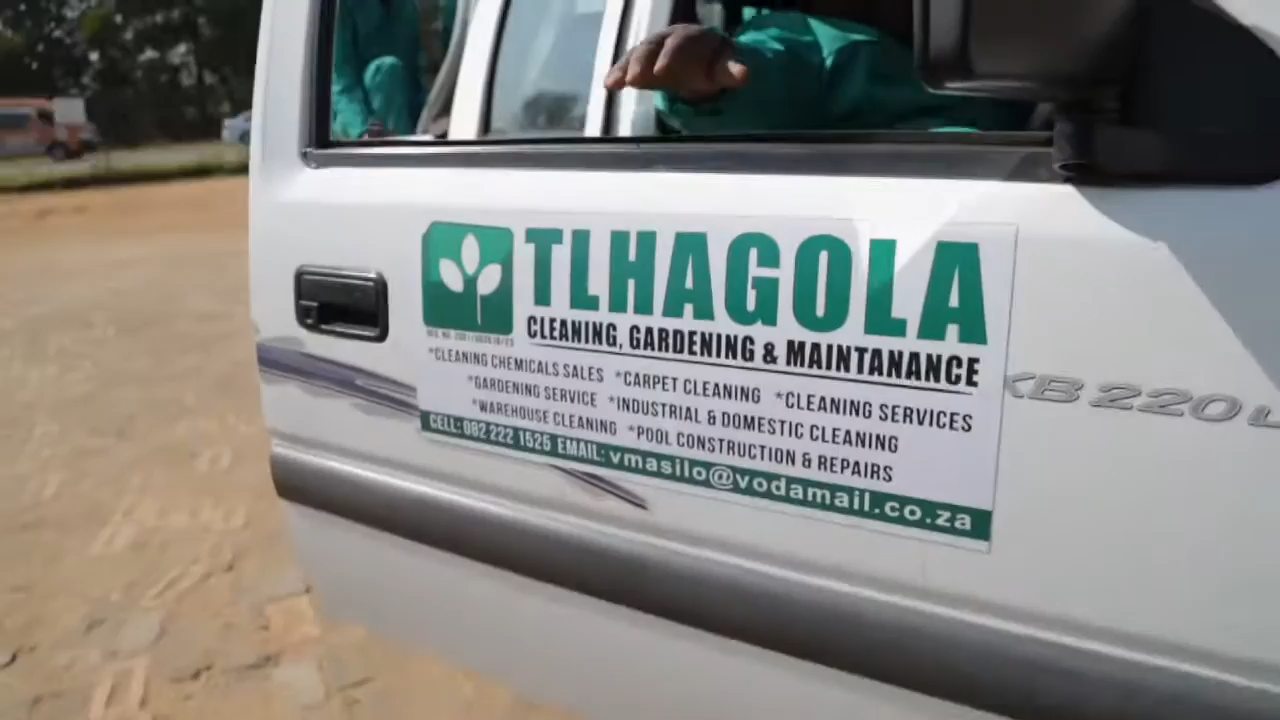 TLHAGOLA
CLEANING, GARDENING & MAINTANANCE
*CLEANING CHEMICALS SALES *CARPET CLEANING *CLEANING SERVICES
*GARDENING SERVICE *INDUSTRIAL & DOMESTIC CLEANING
*WAREHOUSE CLEANING *POOL CONSTRUCTION & REPAIRS
CELL: 082 222 1525 EMAIL: vmasilo@vodamail.co.za
KB 220